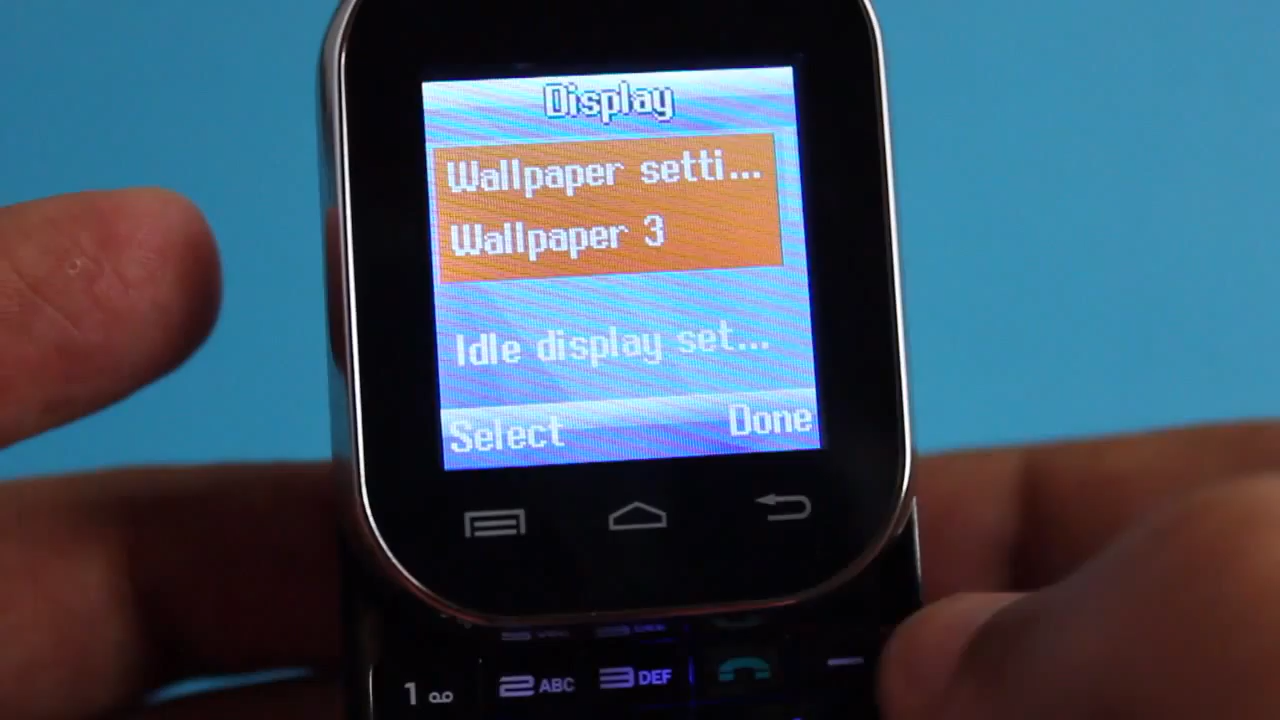 Display
Wallpaper setti...
Wallpaper 3
Idle display set...
Select Done
1 2 ABC 3 DEF